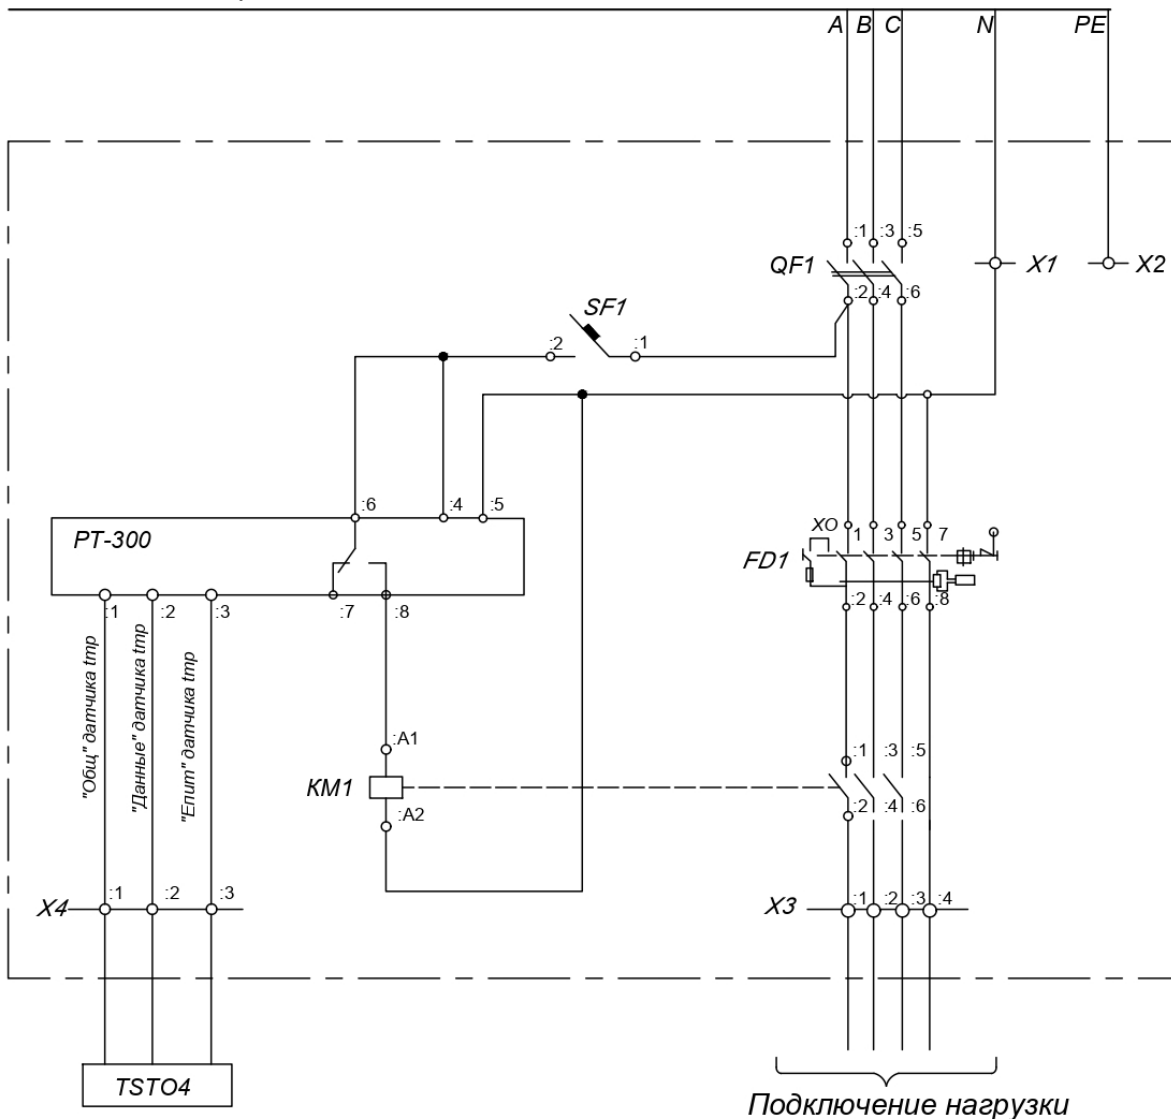 A B C N PE
:1 :3 :5
QF1 X1 X2
:2 :4 :6
SF1
:2 :1
:6 :4 :5
РТ-300
XO 1 3 5 7
FD1
:1 :2 :3 :7 :8
:2 :4 :6 :8
"Общ" датчика tmp
"Данные" датчика tmp
"Епит" датчика tmp
:A1
:1 :3 :5
КМ1
:2 :4 :6
:A2
X4 :1 :2 :3
X3 :1 :2 :3 :4
TSTO4
Подключение нагрузки